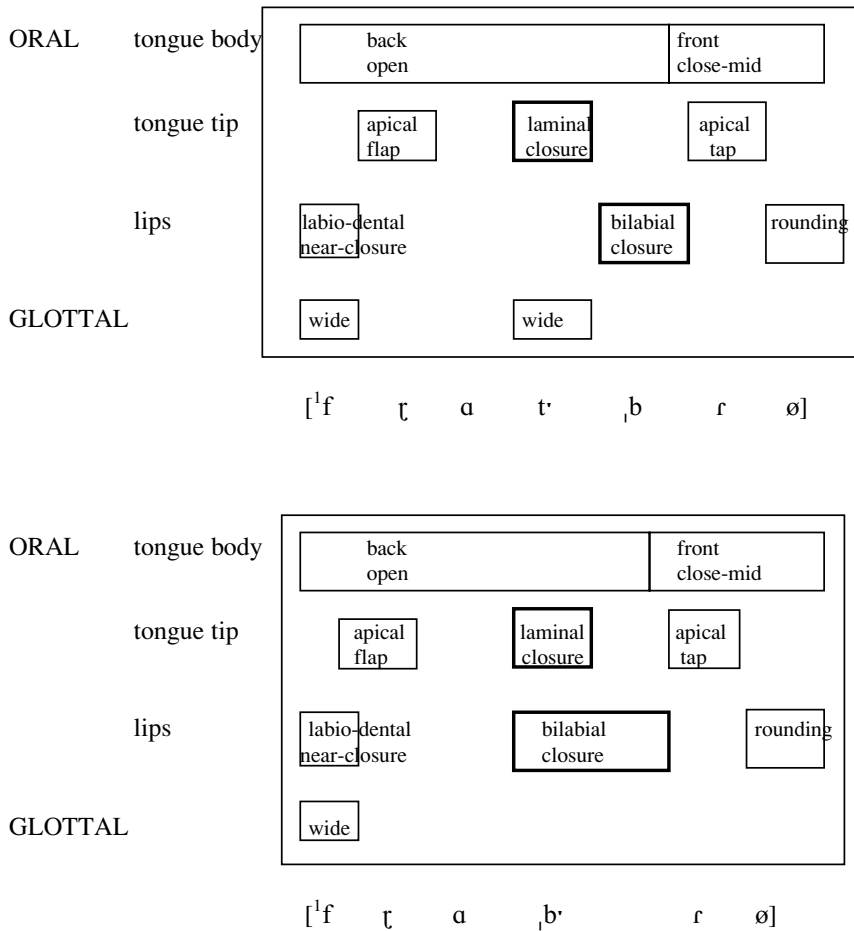 ORAL tongue body back front
open close-mid
tongue tip apical laminal apical
flap closure tap
lips labio-dental bilabial rounding
near-closure closure
GLOTTAL wide wide
[¹f ɽ ɑ tˑ ˌb ɾ ø]
ORAL tongue body back front
open close-mid
tongue tip apical laminal apical
flap closure tap
lips labio-dental bilabial rounding
near-closure closure
GLOTTAL wide
[¹f ɽ ɑ ˌbˑ ɾ ø]